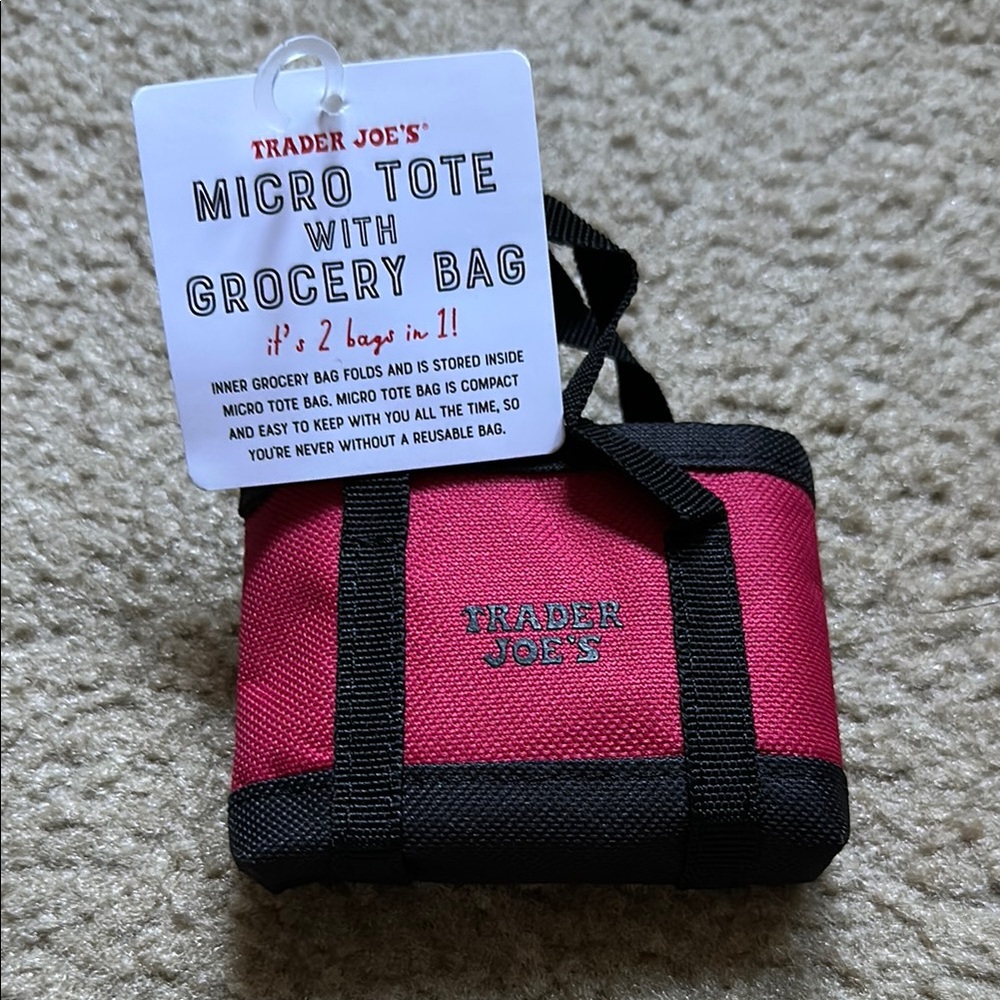 TRADER JOE'S®
MICRO TOTE
WITH
GROCERY BAG
it's 2 bags in 1!
INNER GROCERY BAG FOLDS AND IS STORED INSIDE
MICRO TOTE BAG. MICRO TOTE BAG IS COMPACT
AND EASY TO KEEP WITH YOU ALL THE TIME, SO
YOU'RE NEVER WITHOUT A REUSABLE BAG.
TRADER
JOE'S